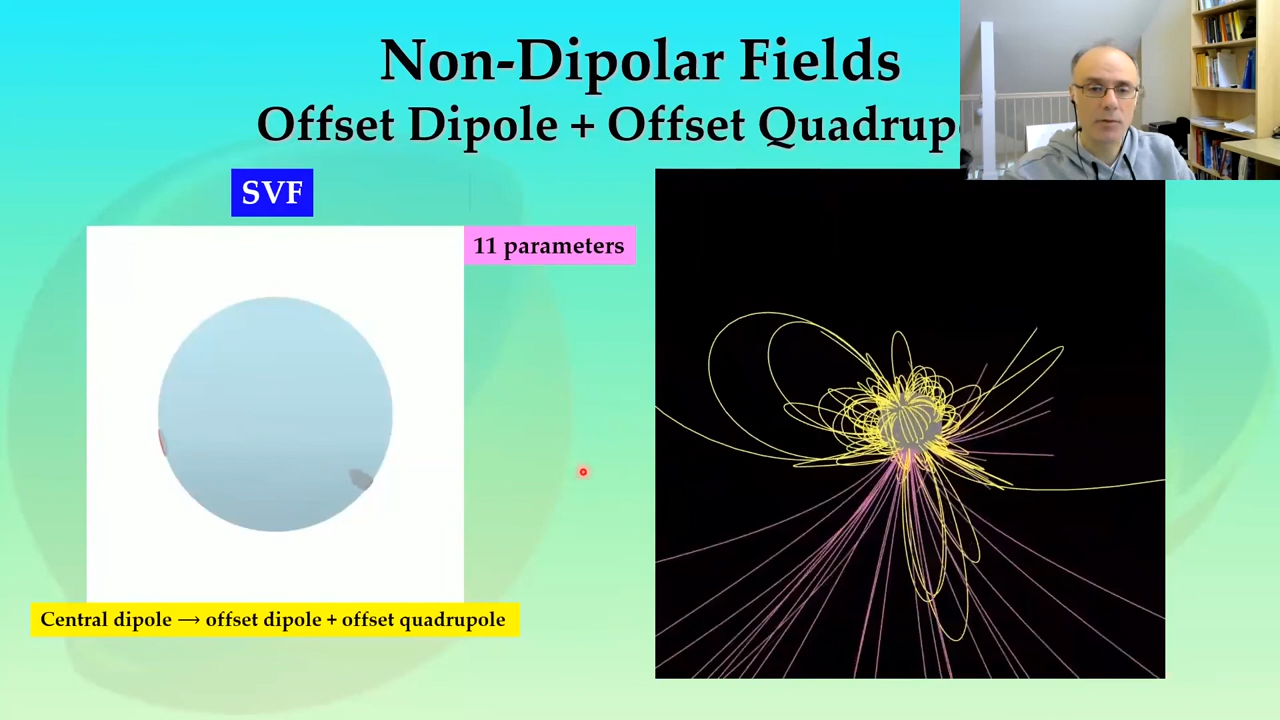 Non-Dipolar Fields
Offset Dipole + Offset Quadrup
SVF
11 parameters
Central dipole → offset dipole + offset quadrupole